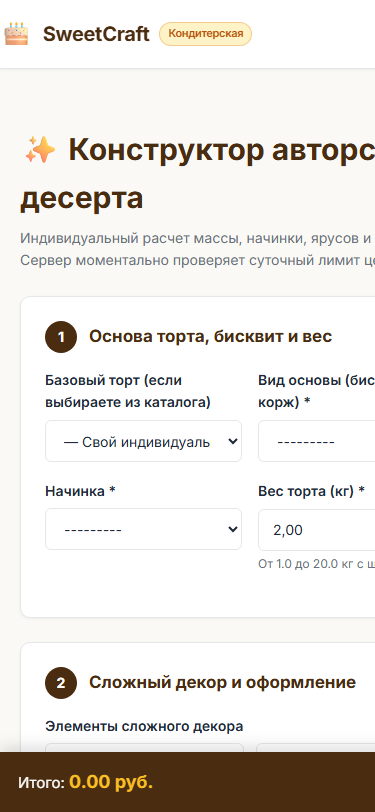 SweetCraft Кондитерская
Конструктор авторс
десерта
Индивидуальный расчет массы, начинки, ярусов и
Сервер моментально проверяет суточный лимит це
1 Основа торта, бисквит и вес
Базовый торт (если
выбираете из каталога)
Вид основы (бис
корж) *
— Свой индивидуаль
---------
Начинка *
Вес торта (кг) *
---------
2,00
От 1.0 до 20.0 кг с ш
2 Сложный декор и оформление
Элементы сложного декора
Итого: 0.00 руб.